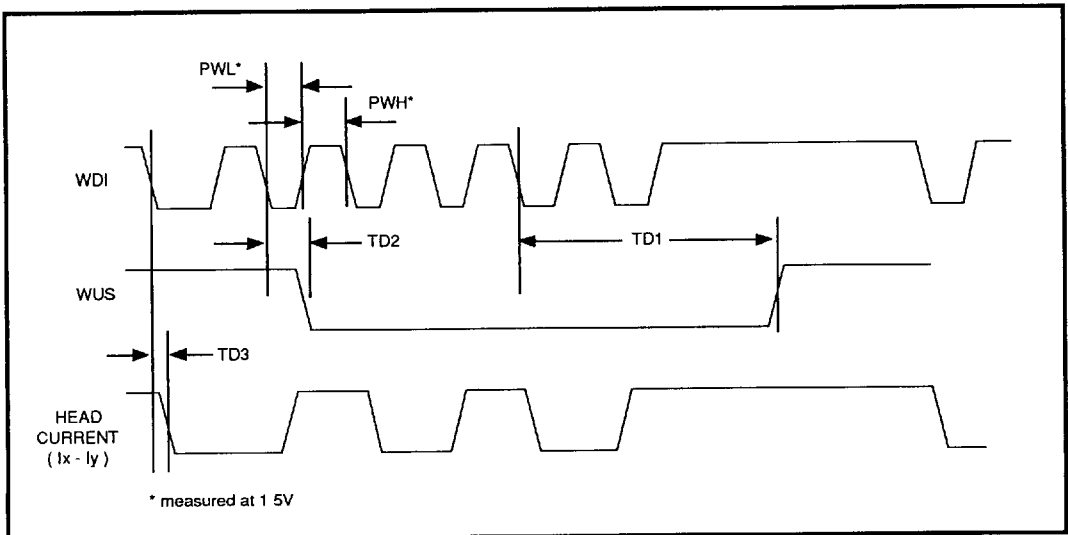 PWL*
PWH*
WDI
TD2
TD1
WUS
TD3
HEAD
CURRENT
( Ix - Iy )
* measured at 1 5V